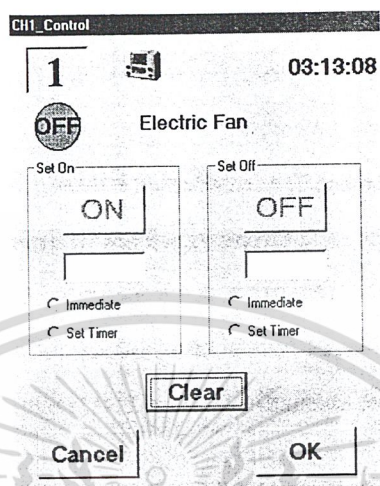 CH1_Control
1 03:13:08
OFF Electric Fan
Set On Set Off
ON OFF
Immediate Immediate
Set Timer Set Timer
Clear
Cancel OK